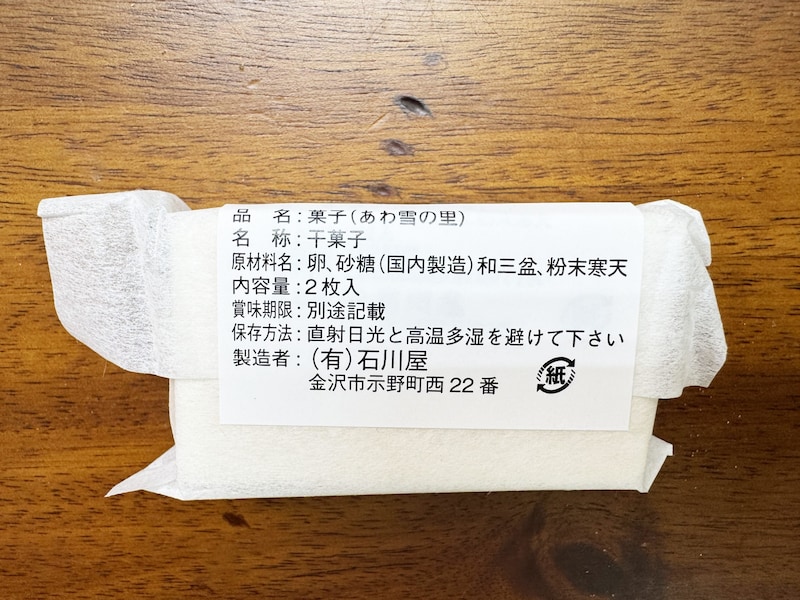 品　名：菓子（あわ雪の里）
名　称：干菓子
原材料名：卵、砂糖（国内製造）和三盆、粉末寒天
内容量：2枚入
賞味期限：別途記載
保存方法：直射日光と高温多湿を避けて下さい
製造者：（有）石川屋
金沢市示野町西22番
紙